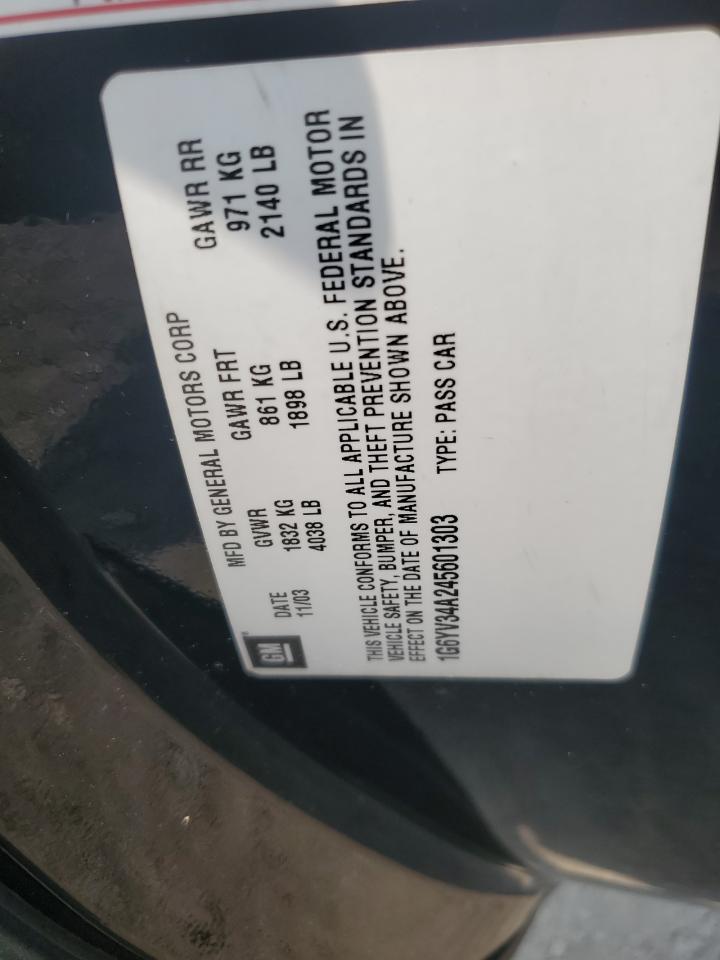 GM
MFD BY GENERAL MOTORS CORP
DATE GVWR GAWR FRT GAWR RR
11/03 1832 KG 861 KG 971 KG
4038 LB 1898 LB 2140 LB
THIS VEHICLE CONFORMS TO ALL APPLICABLE U.S. FEDERAL MOTOR
VEHICLE SAFETY, BUMPER, AND THEFT PREVENTION STANDARDS IN
EFFECT ON THE DATE OF MANUFACTURE SHOWN ABOVE.
1G6YV34A245601303 TYPE: PASS CAR